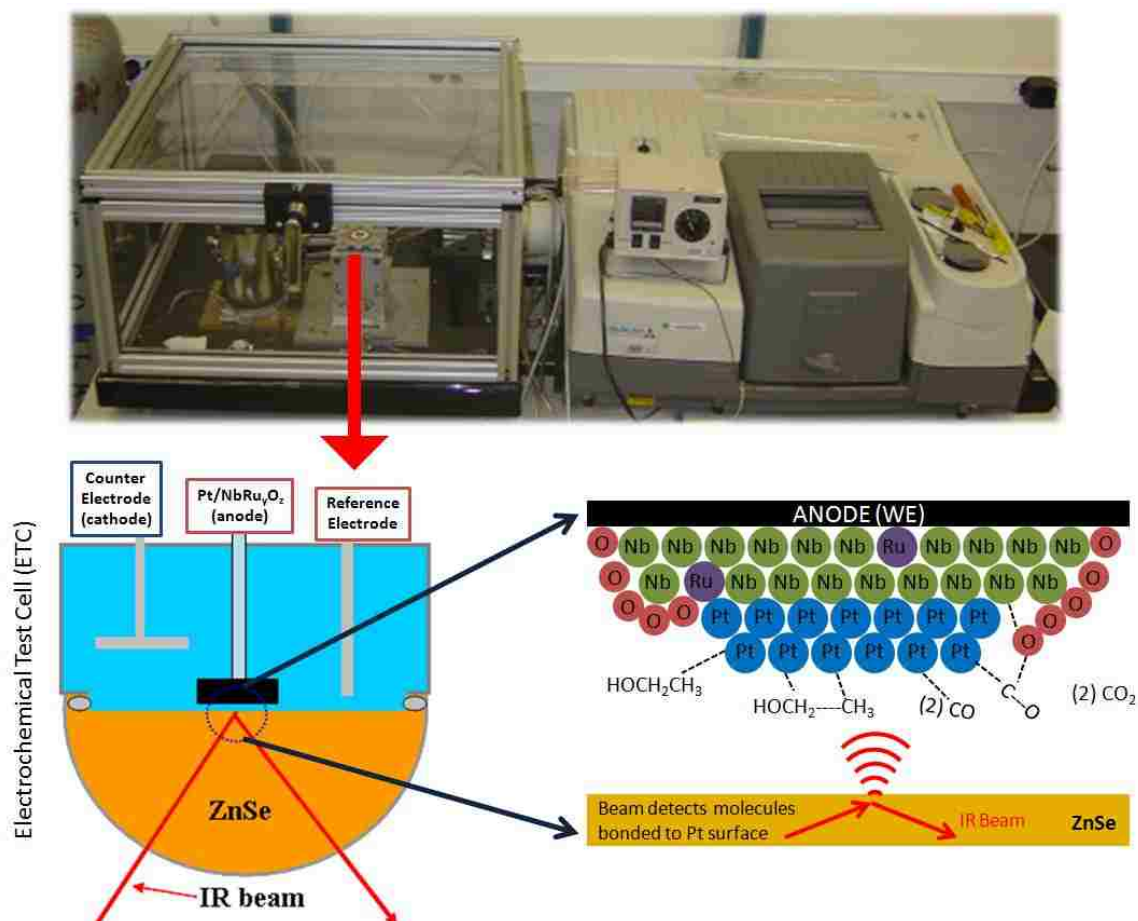 Electrochemical Test Cell (ETC)
Counter
Electrode
(cathode)
Pt/NbRuyOz
(anode)
Reference
Electrode
ZnSe
IR beam
ANODE (WE)
O Nb Nb Nb Nb Nb Nb Ru Nb Nb Nb Nb O
O Nb Ru Nb Nb Nb Nb Nb Nb Nb Nb O
O O O Pt Pt Pt Pt Pt Pt Pt O O O
Pt Pt Pt Pt Pt Pt
HOCH2CH3
HOCH2----CH3
(2) CO
C
O
(2) CO2
Beam detects molecules
bonded to Pt surface
IR Beam
ZnSe